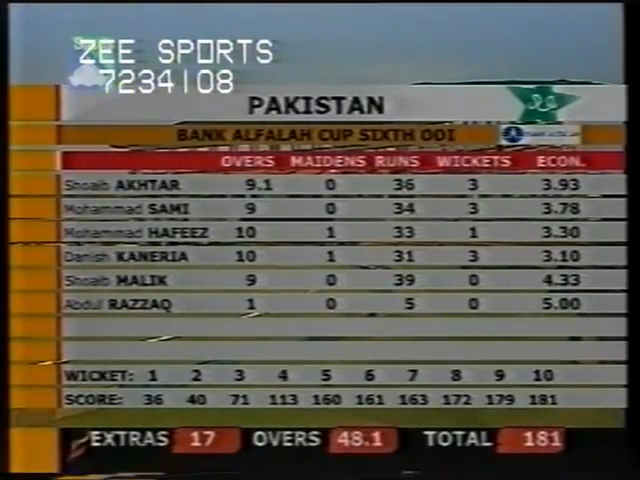 ZEE SPORTS
7234108
PAKISTAN
BANK ALFALAH CUP SIXTH ODI
OVERS MAIDENS RUNS WICKETS ECON.
Shoaib AKHTAR 9.1 0 36 3 3.93
Mohammad SAMI 9 0 34 3 3.78
Mohammad HAFEEZ 10 1 33 1 3.30
Danish KANERIA 10 1 31 3 3.10
Shoaib MALIK 9 0 39 0 4.33
Abdul RAZZAQ 1 0 5 0 5.00
WICKET: 1 2 3 4 5 6 7 8 9 10
SCORE: 36 40 71 113 160 161 163 172 179 181
EXTRAS 17 OVERS 48.1 TOTAL 181